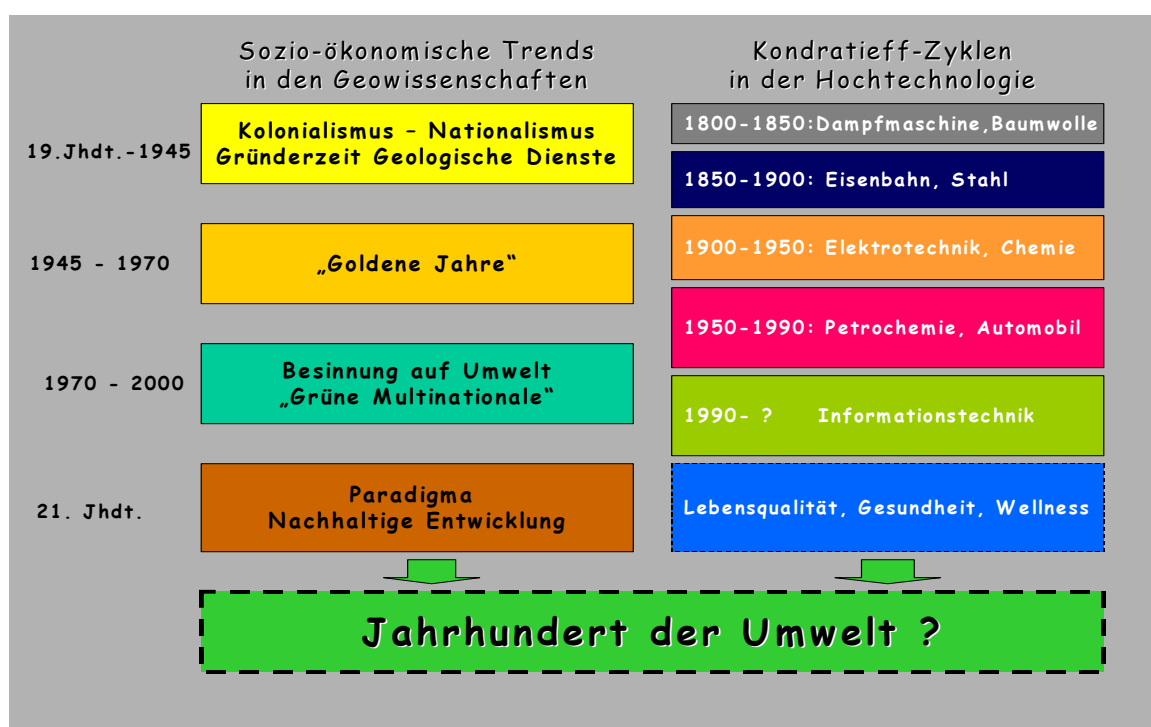 Sozio-ökonomische Trends
in den Geowissenschaften
Kondratieff-Zyklen
in der Hochtechnologie
19.Jhdt.-1945
Kolonialismus - Nationalismus
Gründerzeit Geologische Dienste
1945 - 1970
„Goldene Jahre“
1970 - 2000
Besinnung auf Umwelt
„Grüne Multinationale“
21. Jhdt.
Paradigma
Nachhaltige Entwicklung
1800-1850:Dampfmaschine,Baumwolle
1850-1900: Eisenbahn, Stahl
1900-1950: Elektrotechnik, Chemie
1950-1990: Petrochemie, Automobil
1990- ? Informationstechnik
Lebensqualität, Gesundheit, Wellness
Jahrhundert der Umwelt ?